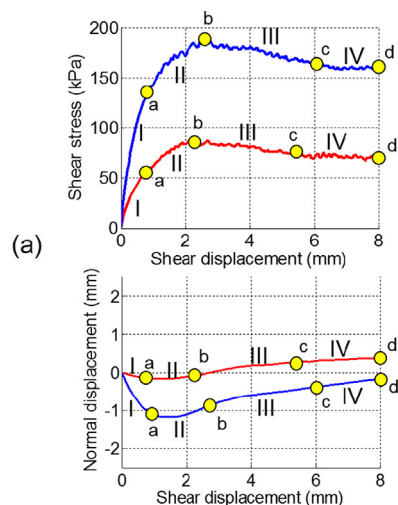 b
200
III
c
d
IV
150
II
a
I
100
b
III
c
IV
d
II
50
a
I
0
0 2 4 6 8
Shear stress (kPa)
Shear displacement (mm)
(a)
2
1
I a II b III c IV d
0
-1
I
a
II
b
III
c
IV
d
-2
0 2 4 6 8
Normal displacement (mm)
Shear displacement (mm)